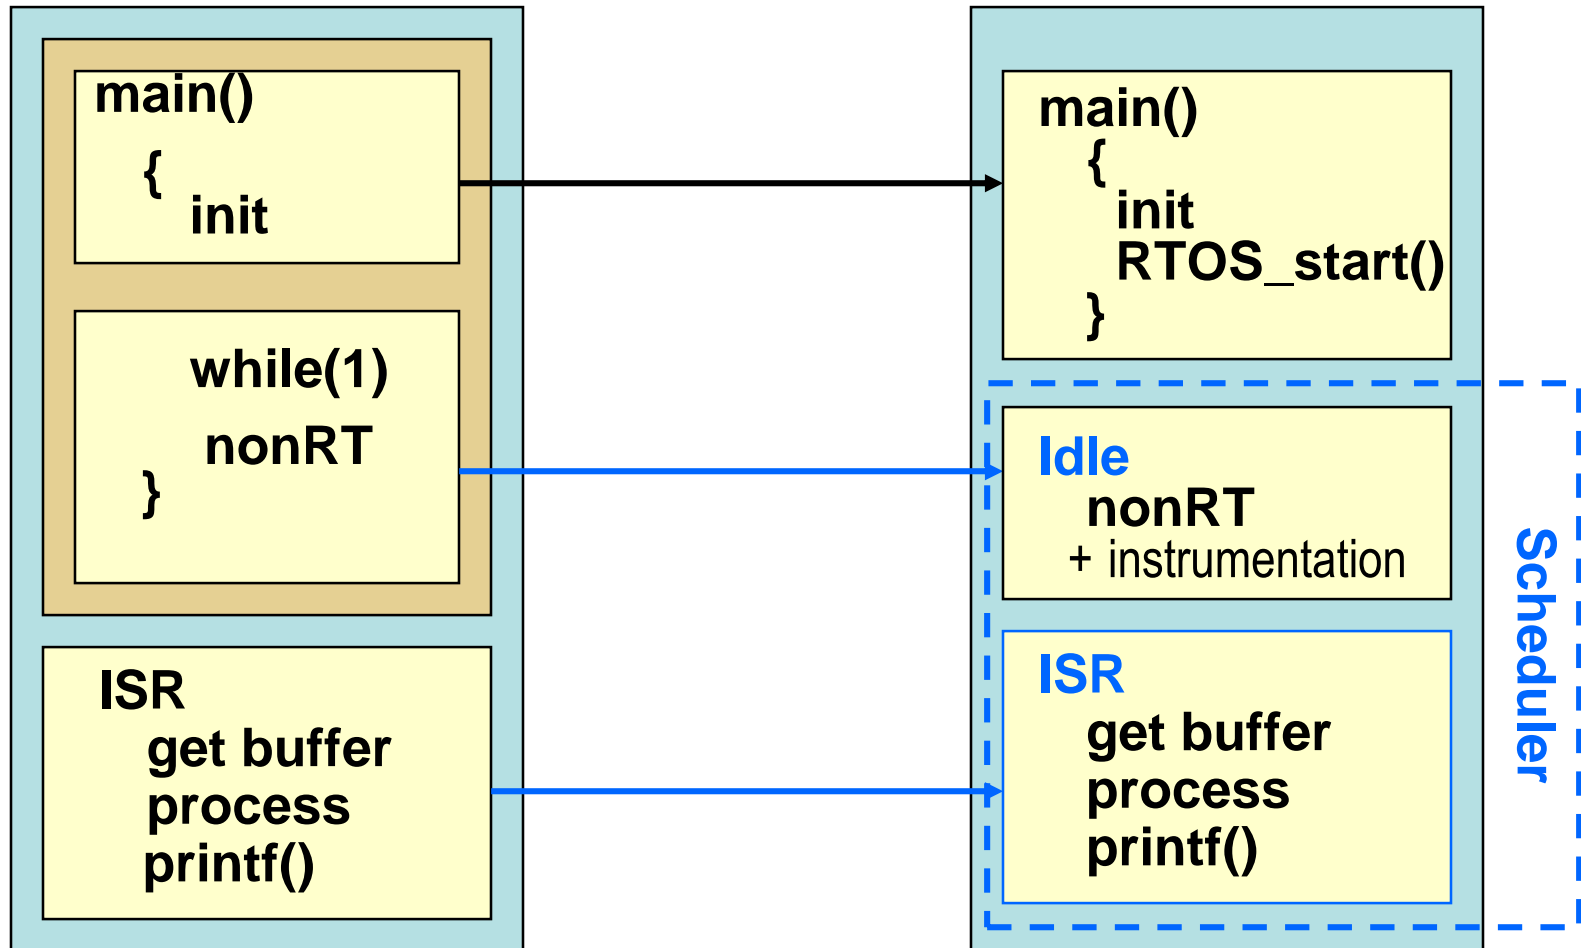 main()
{
init
while(1)
nonRT
}
ISR
get buffer
process
printf()
main()
{
init
RTOS_start()
}
Idle
nonRT
+ instrumentation
ISR
get buffer
process
printf()
Scheduler